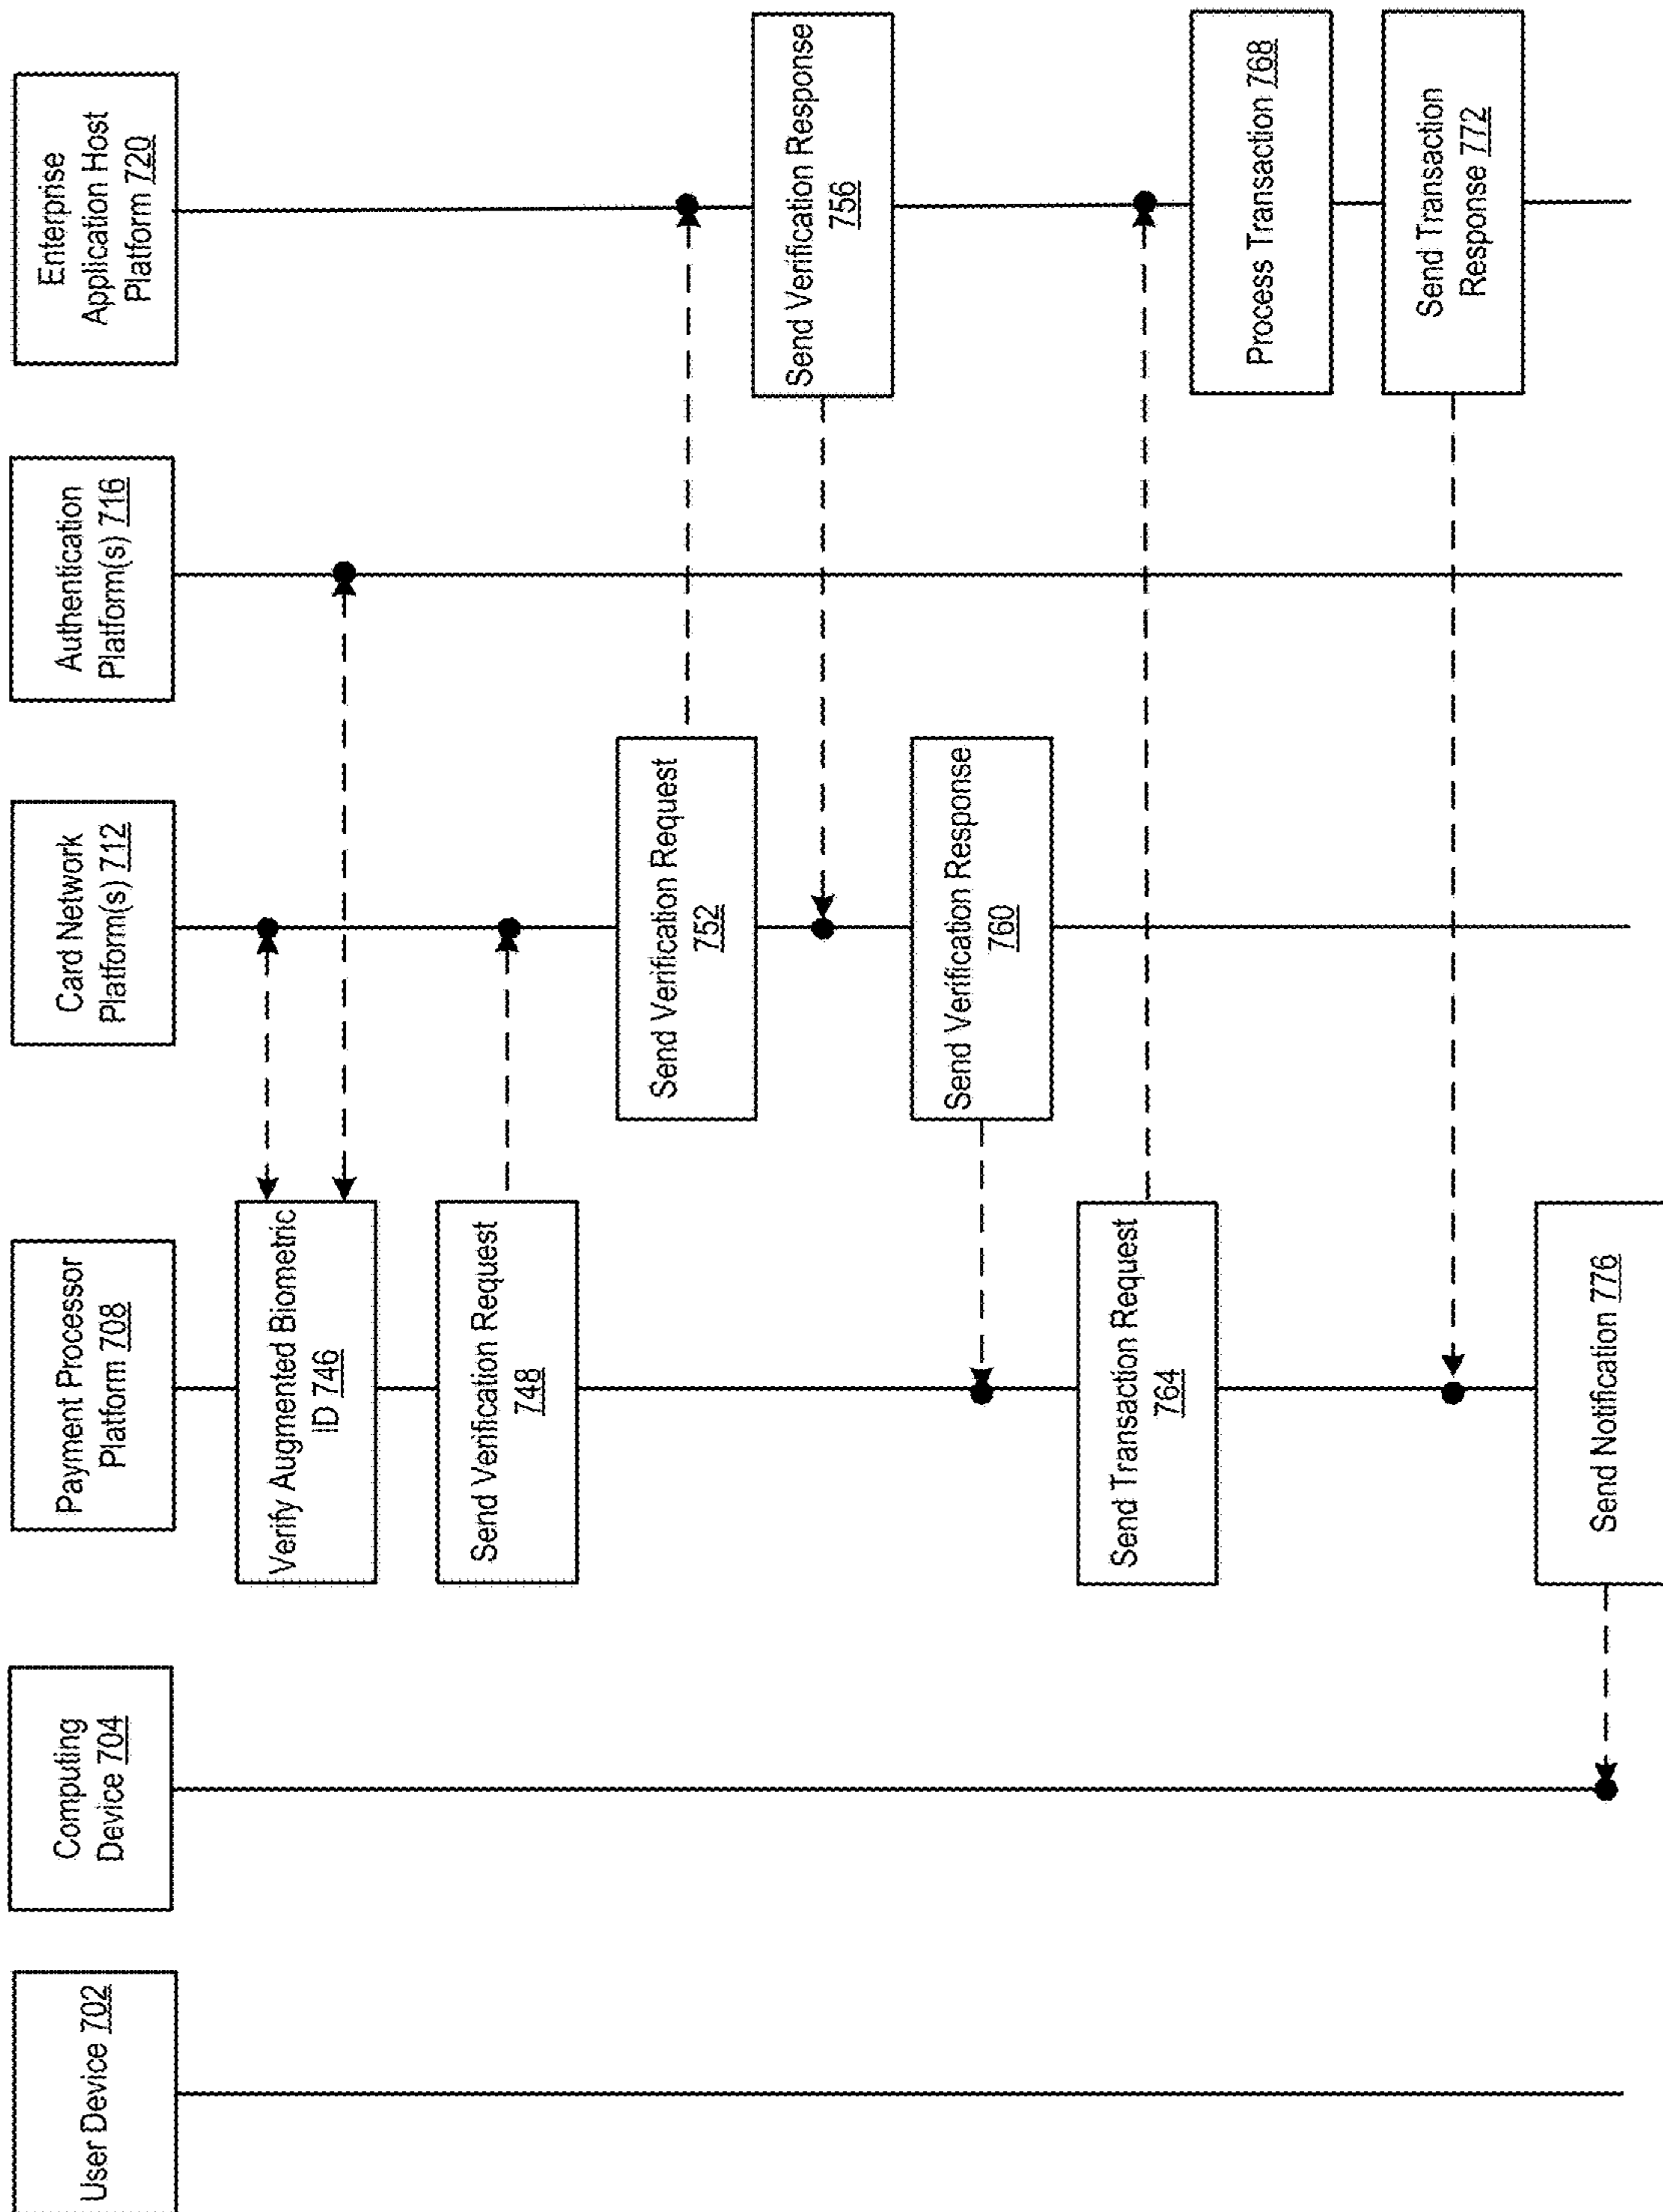 User Device 702
Computing
Device 704
Payment Processor
Platform 708
Card Network
Platform(s) 712
Authentication
Platform(s) 716
Enterprise
Application Host
Platform 720
Verify Augmented Biometric
ID 746
Send Verification Request
748
Send Verification Request
752
Send Verification Response
756
Send Verification Response
760
Send Transaction Request
764
Process Transaction 768
Send Transaction
Response 772
Send Notification 776